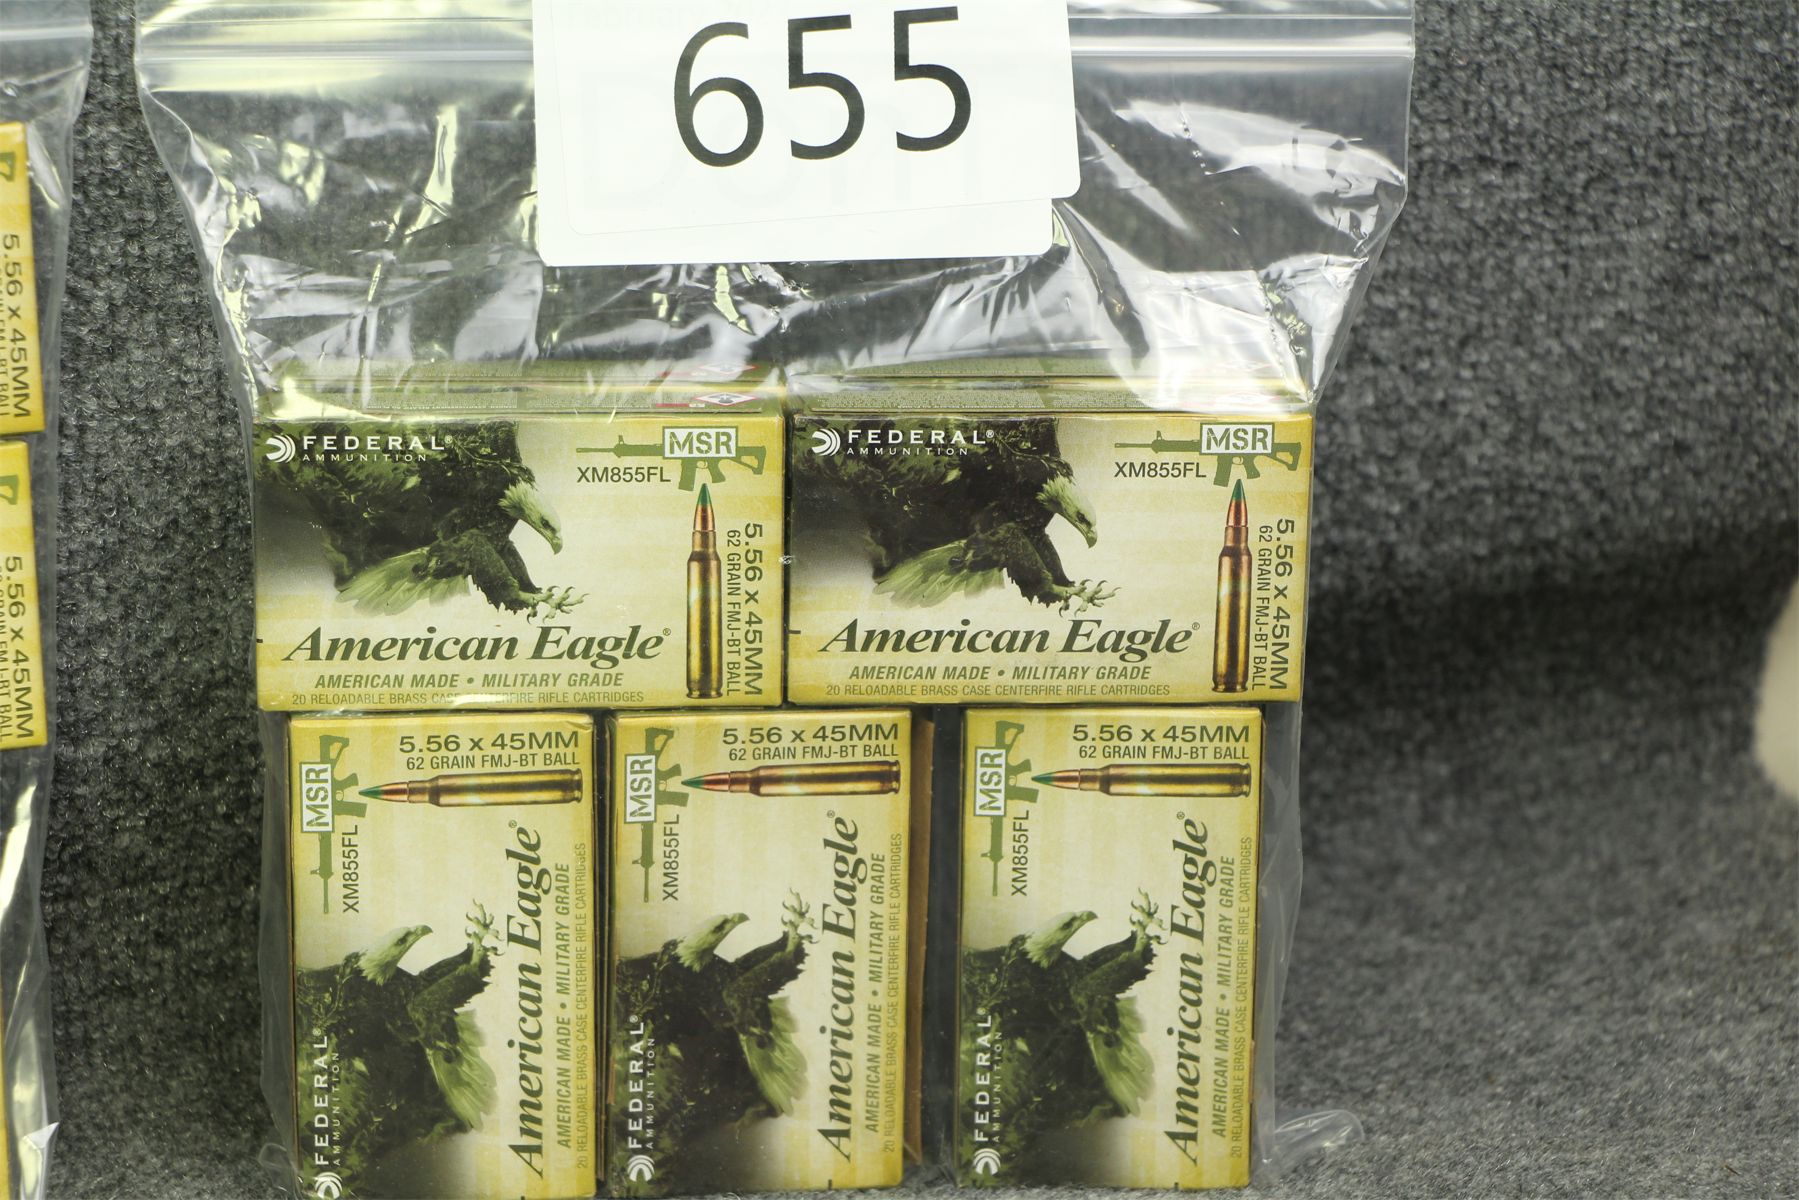 655
FEDERAL®
AMMUNITION
MSR
XM855FL
5.56 x 45MM
62 GRAIN FMJ-BT BALL
American Eagle®
AMERICAN MADE • MILITARY GRADE
20 RELOADABLE BRASS CASE CENTERFIRE RIFLE CARTRIDGES
FEDERAL®
AMMUNITION
MSR
XM855FL
5.56 x 45MM
62 GRAIN FMJ-BT BALL
American Eagle®
AMERICAN MADE • MILITARY GRADE
20 RELOADABLE BRASS CASE CENTERFIRE RIFLE CARTRIDGES
5.56 x 45MM
62 GRAIN FMJ-BT BALL
MSR
XM855FL
American Eagle®
AMERICAN MADE • MILITARY GRADE
20 RELOADABLE BRASS CASE CENTERFIRE RIFLE CARTRIDGES
FEDERAL®
AMMUNITION
5.56 x 45MM
62 GRAIN FMJ-BT BALL
MSR
XM855FL
American Eagle®
AMERICAN MADE • MILITARY GRADE
20 RELOADABLE BRASS CASE CENTERFIRE RIFLE CARTRIDGES
FEDERAL®
AMMUNITION
5.56 x 45MM
62 GRAIN FMJ-BT BALL
MSR
XM855FL
American Eagle®
AMERICAN MADE • MILITARY GRADE
20 RELOADABLE BRASS CASE CENTERFIRE RIFLE CARTRIDGES
FEDERAL®
AMMUNITION
5.56 x 45MM
5.56 x 45MM